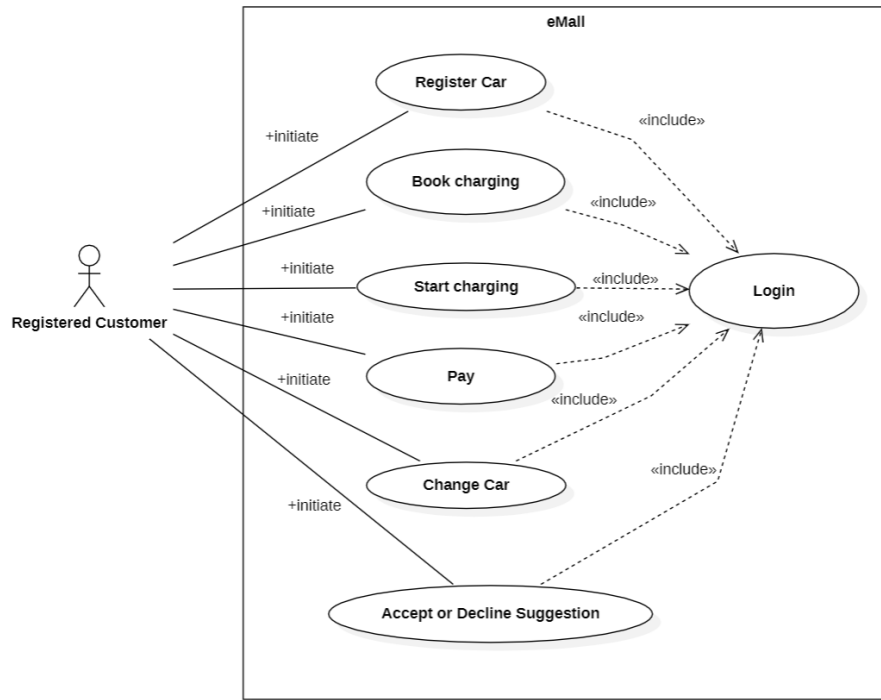 eMall
Register Car
«include»
+initiate
Book charging
«include»
+initiate
+initiate
Start charging
«include»
Login
Registered Customer
+initiate
«include»
Pay
+initiate
«include»
Change Car
«include»
+initiate
Accept or Decline Suggestion